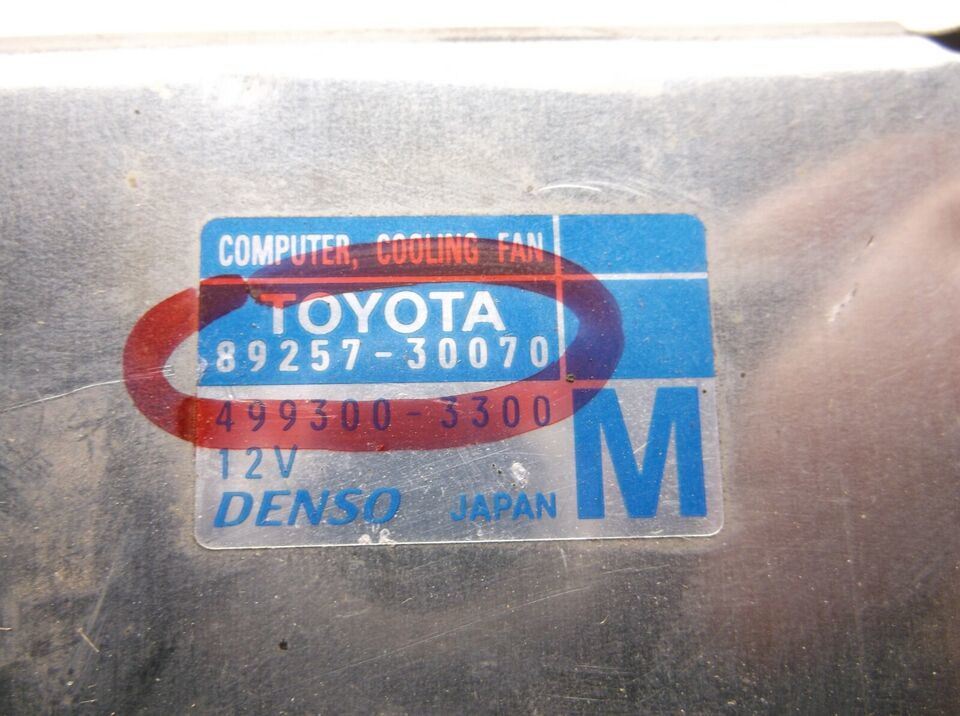 COMPUTER, COOLING FAN
TOYOTA
89257-30070
499300-3300
12V
DENSO JAPAN M